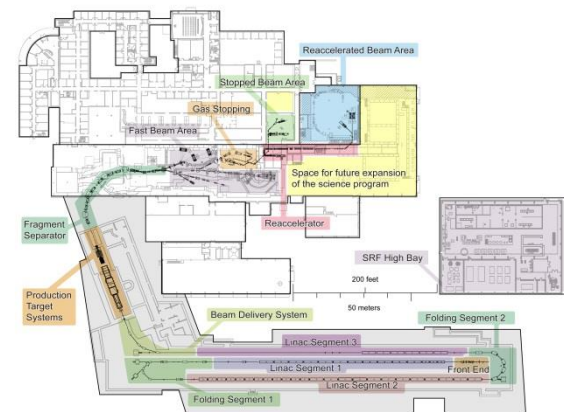 Reaccelerated Beam Area
Stopped Beam Area
Gas Stopping
Fast Beam Area
Space for future expansion
of the science program
Fragment
Separator
Reaccelerator
SRF High Bay
200 feet
50 meters
Production
Target
Systems
Beam Delivery System
Folding Segment 2
Linac Segment 3
Linac Segment 1
Front End
Linac Segment 2
Folding Segment 1